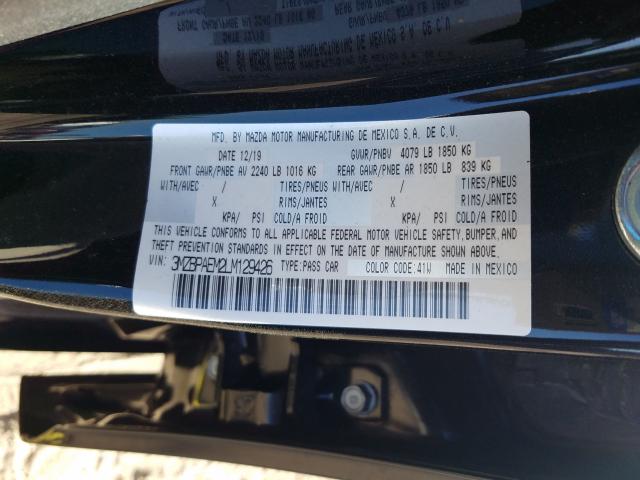 MFD. BY MAZDA MOTOR MANUFACTURING DE MEXICO S.A. DE C.V.
DATE 12/19 GVWR/PNBV 4079 LB 1850 KG
FRONT GAWR/PNBE AV 2240 LB 1016 KG REAR GAWR/PNBE AR 1850 LB 839 KG
WITH/AVEC / TIRES/PNEUS WITH/AVEC / TIRES/PNEUS
X RIMS/JANTES X RIMS/JANTES
KPA/ PSI COLD/A FROID KPA/ PSI COLD/A FROID
THIS VEHICLE CONFORMS TO ALL APPLICABLE FEDERAL MOTOR VEHICLE SAFETY, BUMPER, AND
THEFT PREVENTION STANDARDS IN EFFECT ON THE DATE OF MANUFACTURE SHOWN ABOVE.
VIN: 3MZBPAEM2LM129426 TYPE: PASS CAR COLOR CODE: 41W MADE IN MEXICO